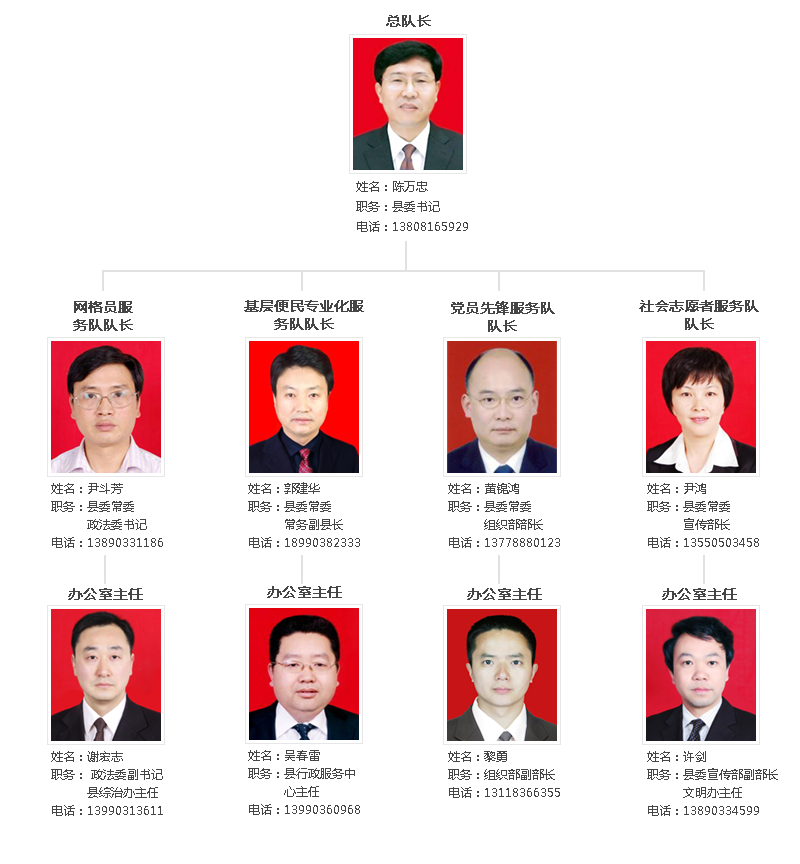 总队长
姓名：陈万忠
职务：县委书记
电话：13808165929
网格员服
务队队长
姓名：尹斗芳
职务：县委常委
政法委书记
电话：13890331186
基层便民专业化服
务队队长
姓名：郭建华
职务：县委常委
常务副县长
电话：18990382333
党员先锋服务队
队长
姓名：黄锦鸿
职务：县委常委
组织部部长
电话：13778880123
社会志愿者服务队
队长
姓名：尹鸿
职务：县委常委
宣传部长
电话：13550503458
办公室主任
姓名：谢宏志
职务： 政法委副书记
县综治办主任
电话：13990313611
办公室主任
姓名：吴春雷
职务：县行政服务中
心主任
电话：13990360968
办公室主任
姓名：黎勇
职务：组织部副部长
电话：13118366355
办公室主任
姓名：许剑
职务：县委宣传部副部长
文明办主任
电话：13890334599